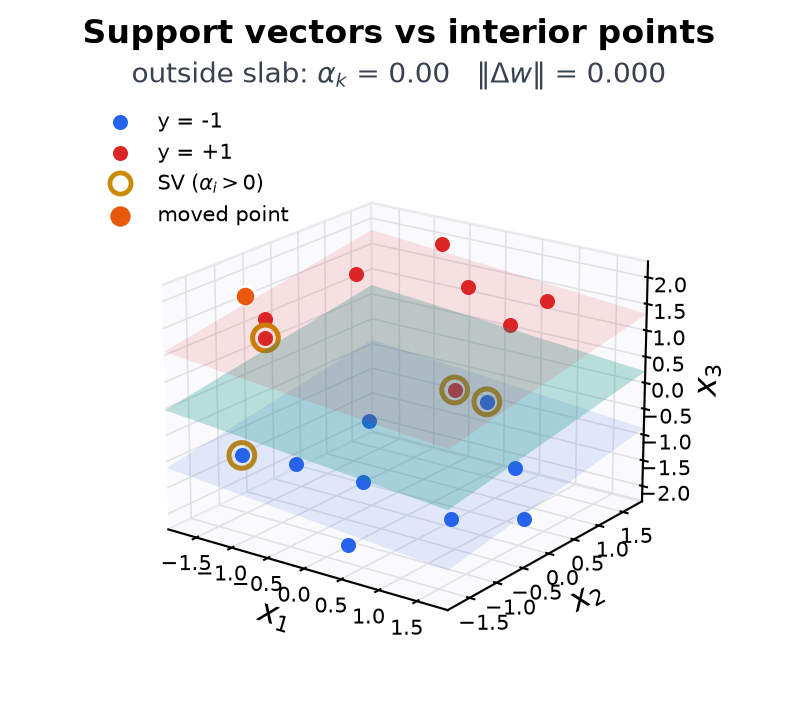 Support vectors vs interior points
outside slab: αₖ = 0.00 ‖Δw‖ = 0.000
y = -1
y = +1
SV (αᵢ > 0)
moved point
2.0
1.5
1.0
0.5
0.0
−0.5
−1.0
−1.5
−2.0
X₃
−1.5
−1.0
−0.5
0.0
0.5
1.0
1.5
X₁
−1.5
−1.0
−0.5
0.0
0.5
1.0
1.5
X₂